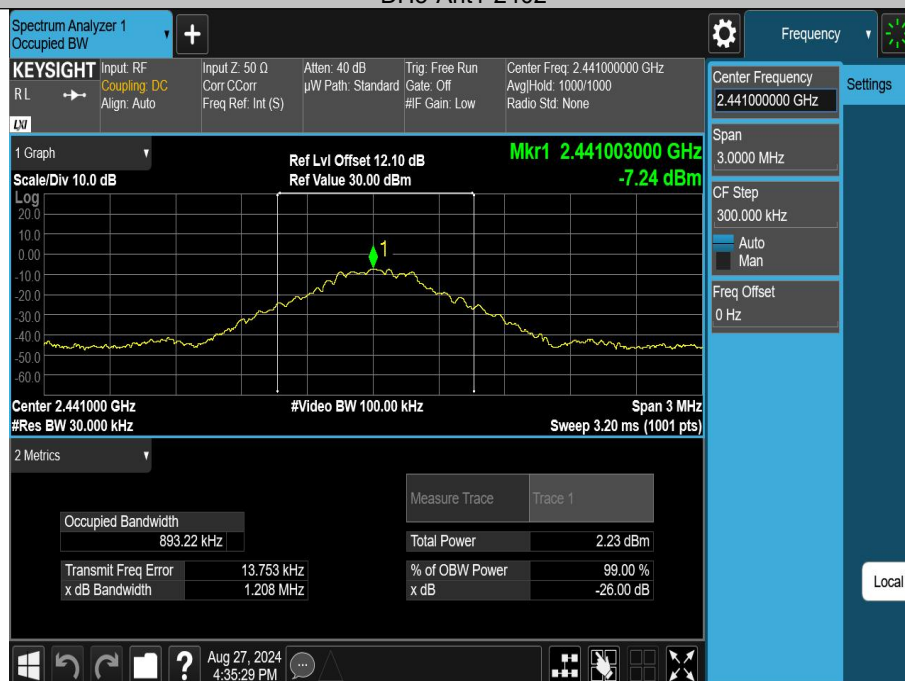 Spectrum Analyzer 1
Occupied BW
+
Frequency
KEYSIGHT
RL
LXI
Input: RF
Coupling: DC
Align: Auto
Input Z: 50 Ω
Corr CCorr
Freq Ref: Int (S)
Atten: 40 dB
µW Path: Standard
Trig: Free Run
Gate: Off
#IF Gain: Low
Center Freq: 2.441000000 GHz
Avg|Hold: 1000/1000
Radio Std: None
Center Frequency
2.441000000 GHz
Settings
Span
3.0000 MHz
CF Step
300.000 kHz
Auto
Man
Freq Offset
0 Hz
Local
1 Graph
Scale/Div 10.0 dB
Ref Lvl Offset 12.10 dB
Ref Value 30.00 dBm
Mkr1 2.441003000 GHz
-7.24 dBm
Log
20.0
10.0
0.00
-10.0
-20.0
-30.0
-40.0
-50.0
-60.0
1
Center 2.441000 GHz
#Res BW 30.000 kHz
#Video BW 100.00 kHz
Span 3 MHz
Sweep 3.20 ms (1001 pts)
2 Metrics
Measure Trace Trace 1
Occupied Bandwidth
893.22 kHz
Total Power 2.23 dBm
Transmit Freq Error 13.753 kHz
% of OBW Power 99.00 %
x dB Bandwidth 1.208 MHz
x dB -26.00 dB
?
Aug 27, 2024
4:35:29 PM